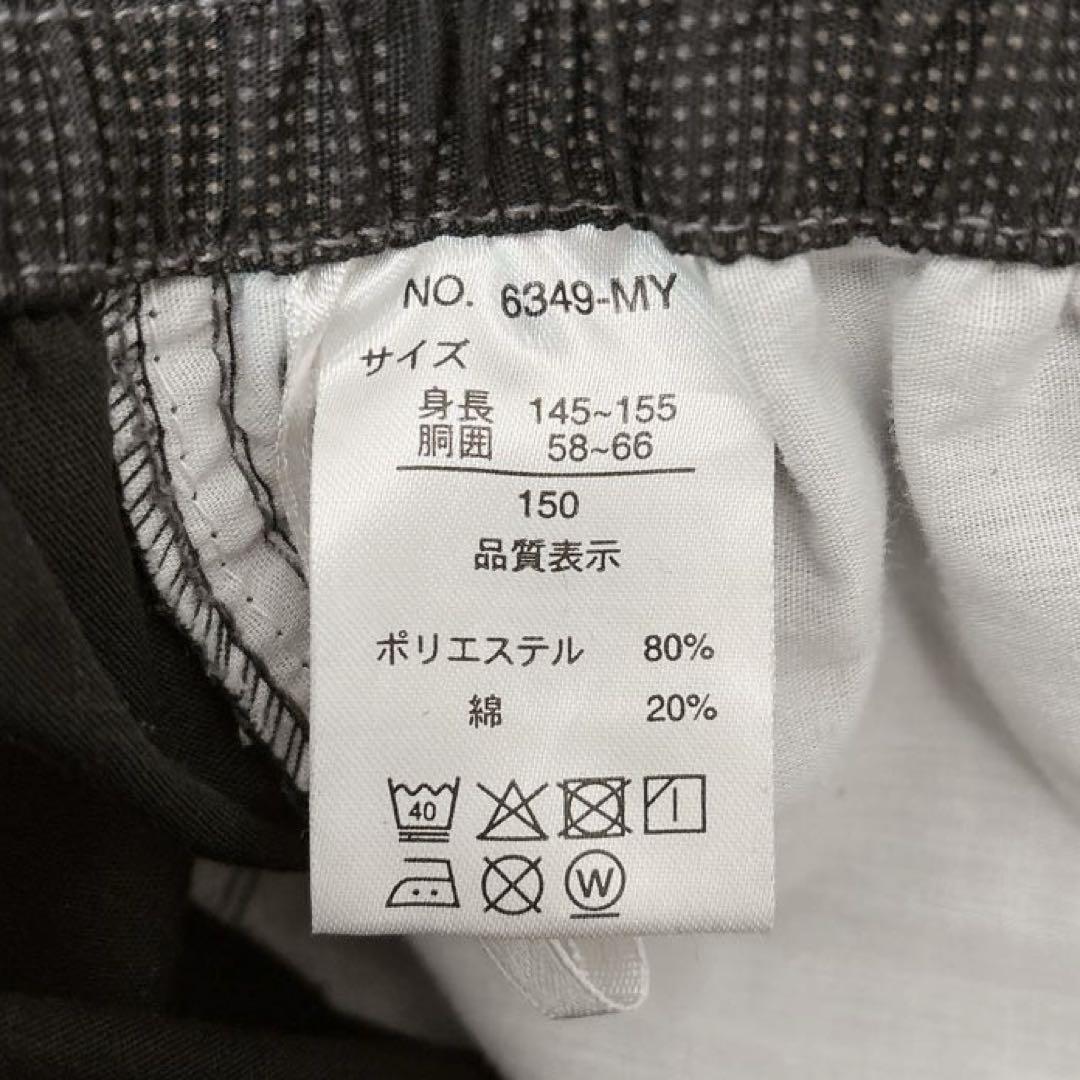 NO. 6349-MY
サイズ
身長 145~155
胴囲 58~66
150
品質表示
ポリエステル 80%
綿 20%
40
W